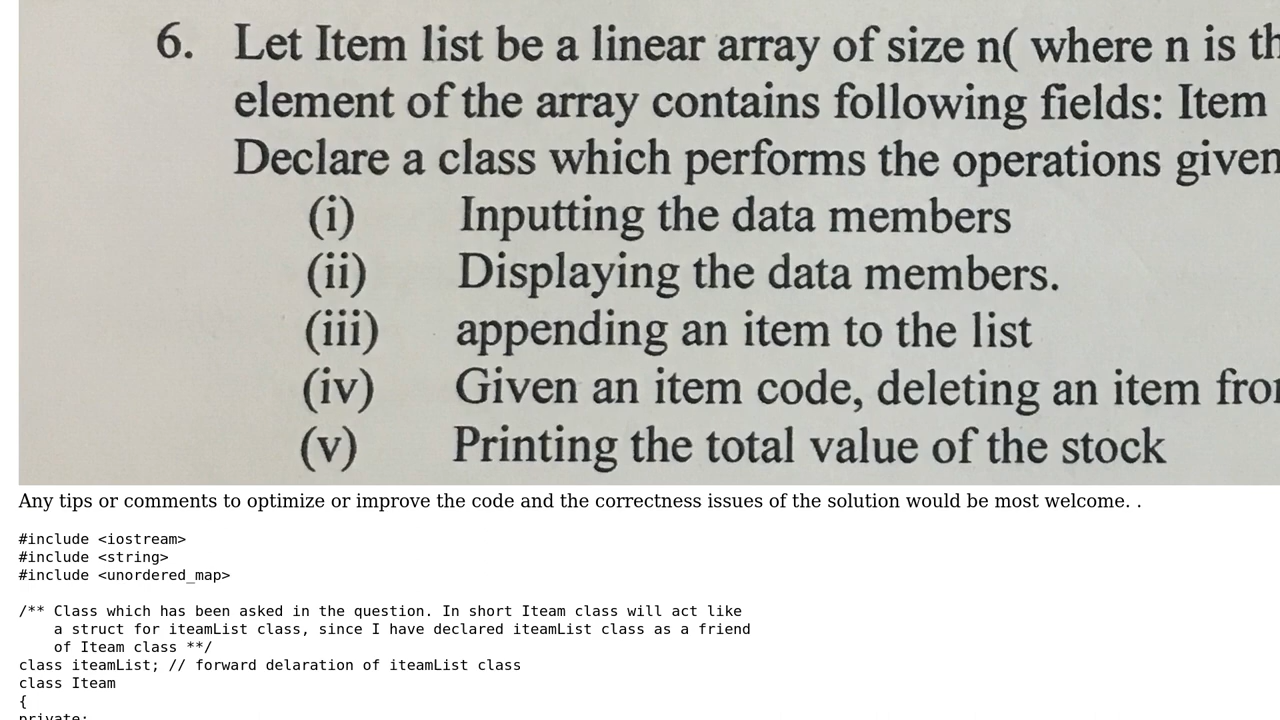 6. Let Item list be a linear array of size n( where n is th
element of the array contains following fields: Item
Declare a class which performs the operations given
(i) Inputting the data members
(ii) Displaying the data members.
(iii) appending an item to the list
(iv) Given an item code, deleting an item from
(v) Printing the total value of the stock
Any tips or comments to optimize or improve the code and the correctness issues of the solution would be most welcome. .
#include <iostream>
#include <string>
#include <unordered_map>
/** Class which has been asked in the question. In short Iteam class will act like
a struct for iteamList class, since I have declared iteamList class as a friend
of Iteam class **/
class iteamList; // forward delaration of iteamList class
class Iteam
{
private: